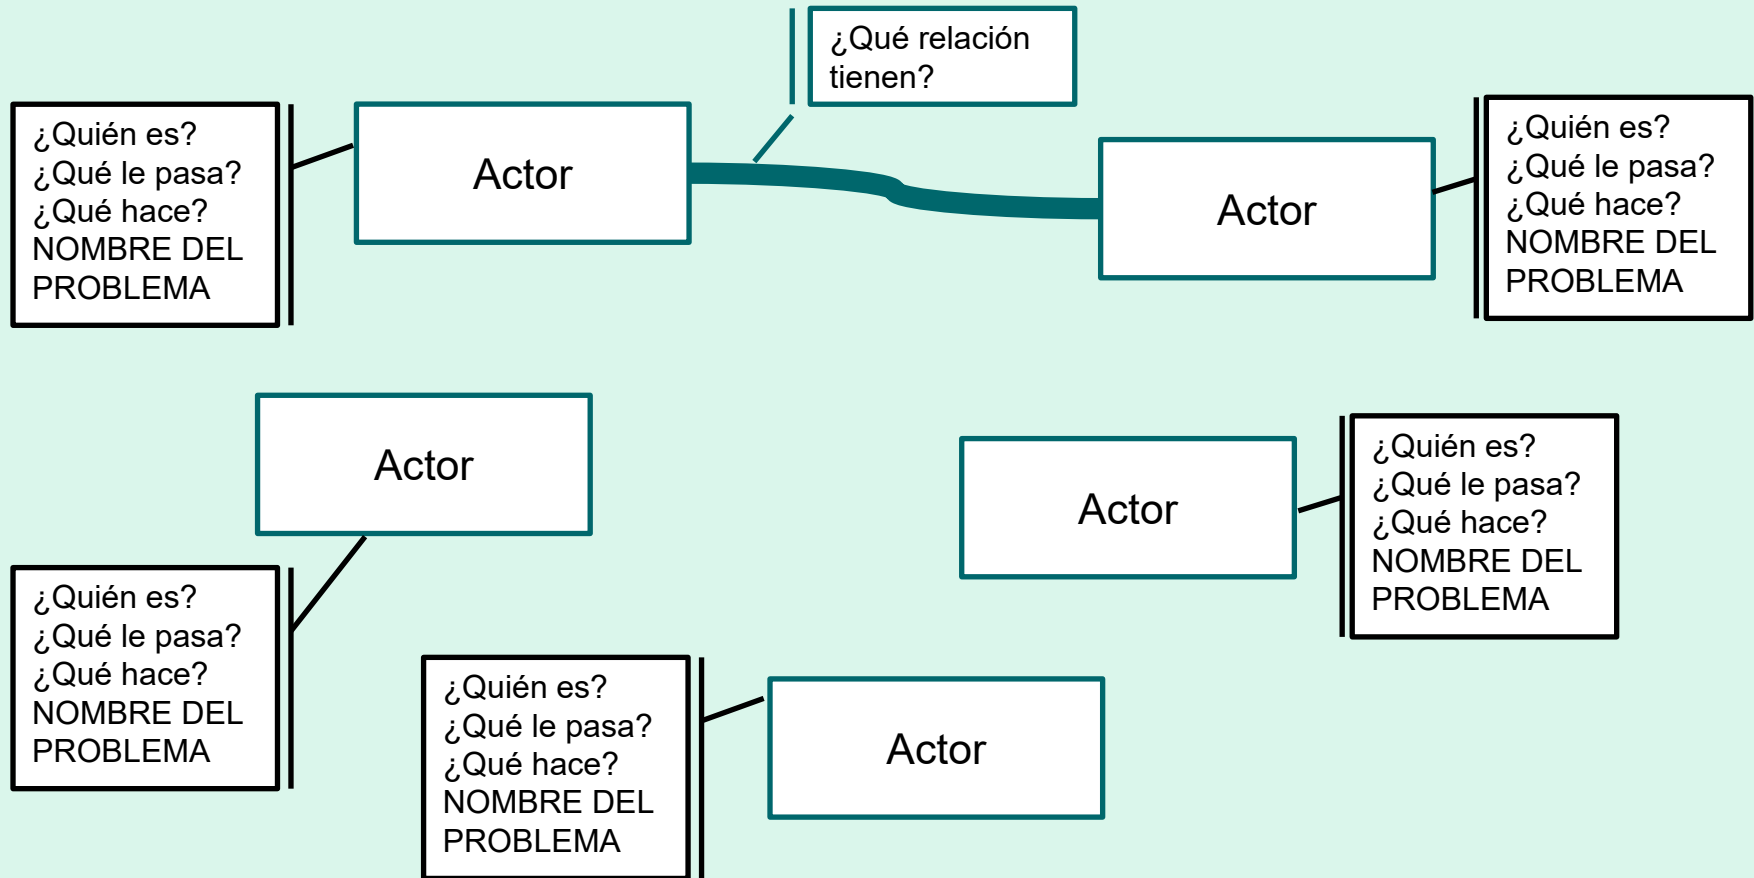 ¿Qué relación
tienen?
¿Quién es?
¿Qué le pasa?
¿Qué hace?
NOMBRE DEL
PROBLEMA
Actor
Actor
¿Quién es?
¿Qué le pasa?
¿Qué hace?
NOMBRE DEL
PROBLEMA
Actor
¿Quién es?
¿Qué le pasa?
¿Qué hace?
NOMBRE DEL
PROBLEMA
Actor
¿Quién es?
¿Qué le pasa?
¿Qué hace?
NOMBRE DEL
PROBLEMA
¿Quién es?
¿Qué le pasa?
¿Qué hace?
NOMBRE DEL
PROBLEMA
Actor